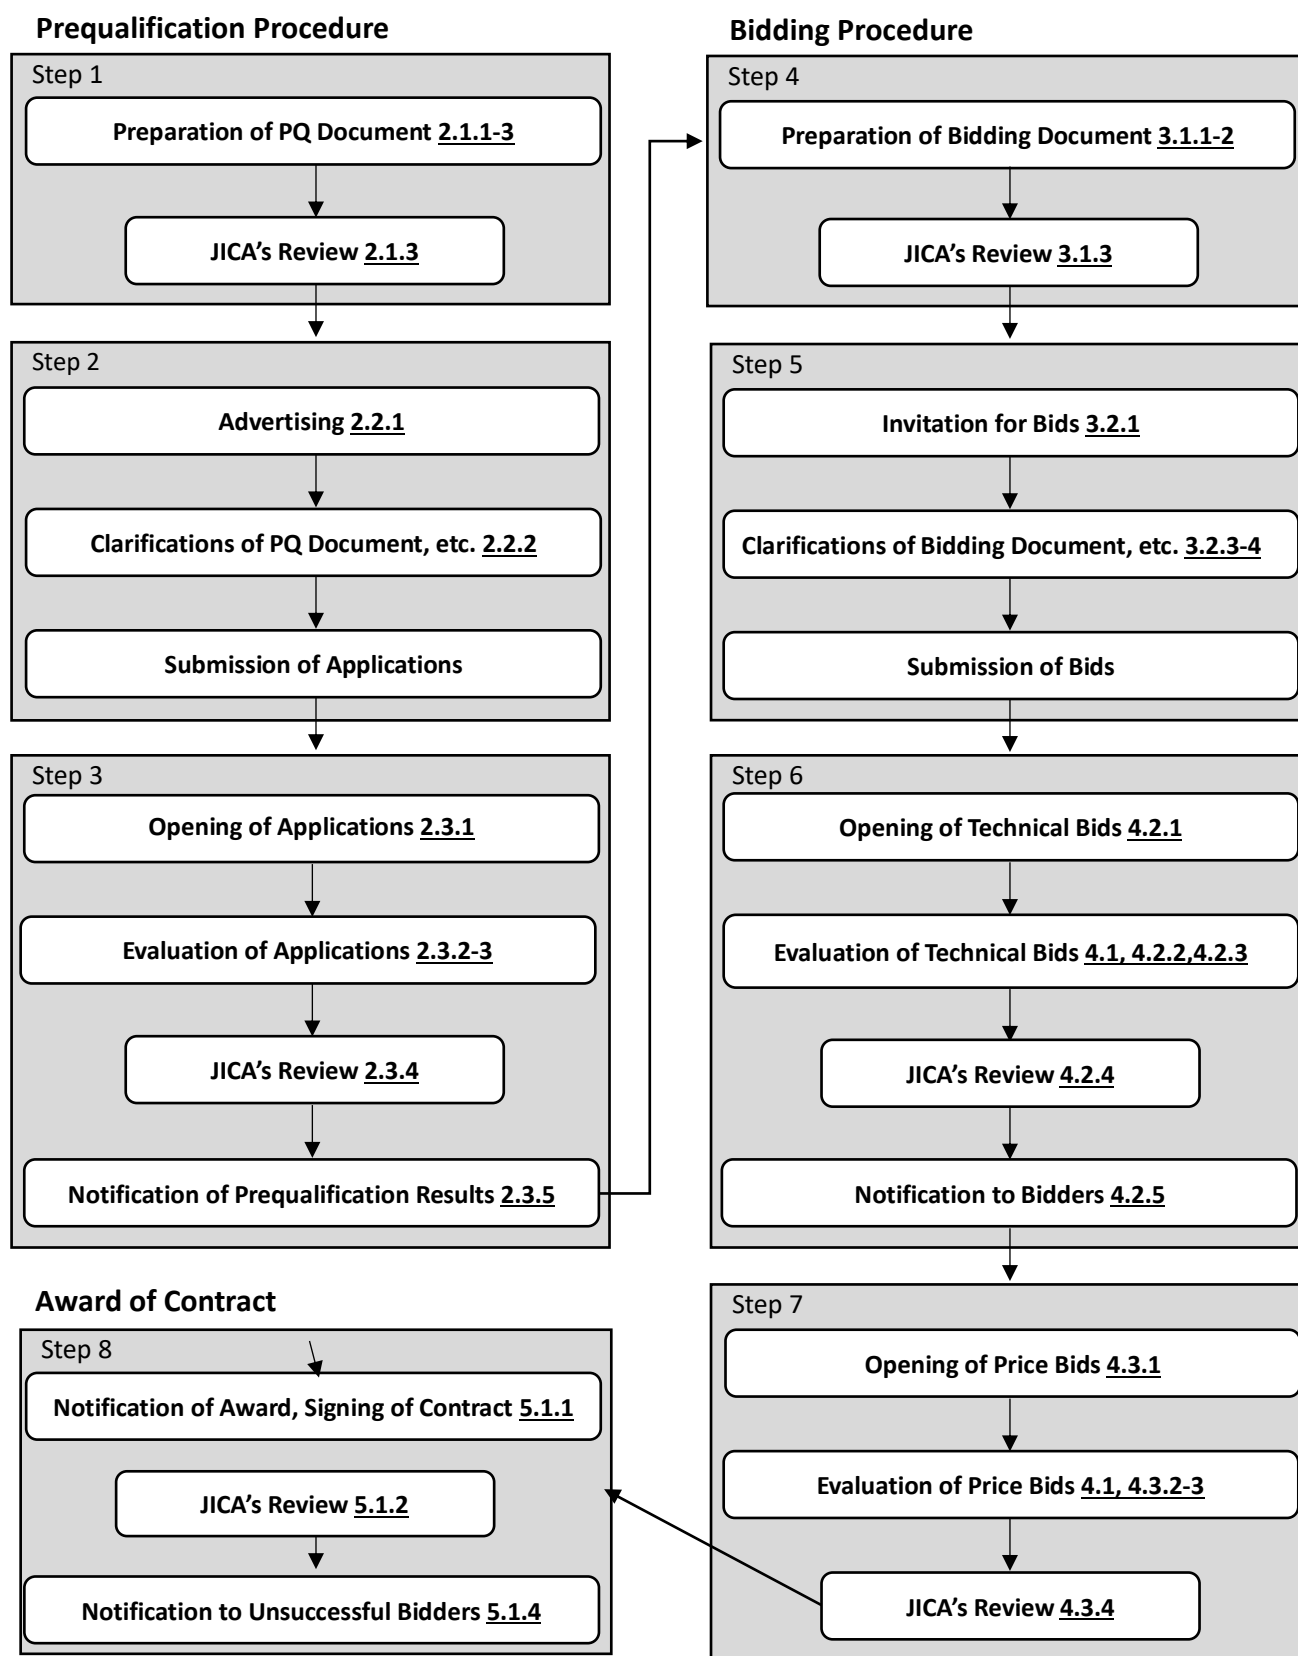 Prequalification Procedure
Step 1
Preparation of PQ Document 2.1.1-3
JICA’s Review 2.1.3
Step 2
Advertising 2.2.1
Clarifications of PQ Document, etc. 2.2.2
Submission of Applications
Step 3
Opening of Applications 2.3.1
Evaluation of Applications 2.3.2-3
JICA’s Review 2.3.4
Notification of Prequalification Results 2.3.5
Bidding Procedure
Step 4
Preparation of Bidding Document 3.1.1-2
JICA’s Review 3.1.3
Step 5
Invitation for Bids 3.2.1
Clarifications of Bidding Document, etc. 3.2.3-4
Submission of Bids
Step 6
Opening of Technical Bids 4.2.1
Evaluation of Technical Bids 4.1, 4.2.2,4.2.3
JICA’s Review 4.2.4
Notification to Bidders 4.2.5
Step 7
Opening of Price Bids 4.3.1
Evaluation of Price Bids 4.1, 4.3.2-3
JICA’s Review 4.3.4
Award of Contract
Step 8
Notification of Award, Signing of Contract 5.1.1
JICA’s Review 5.1.2
Notification to Unsuccessful Bidders 5.1.4